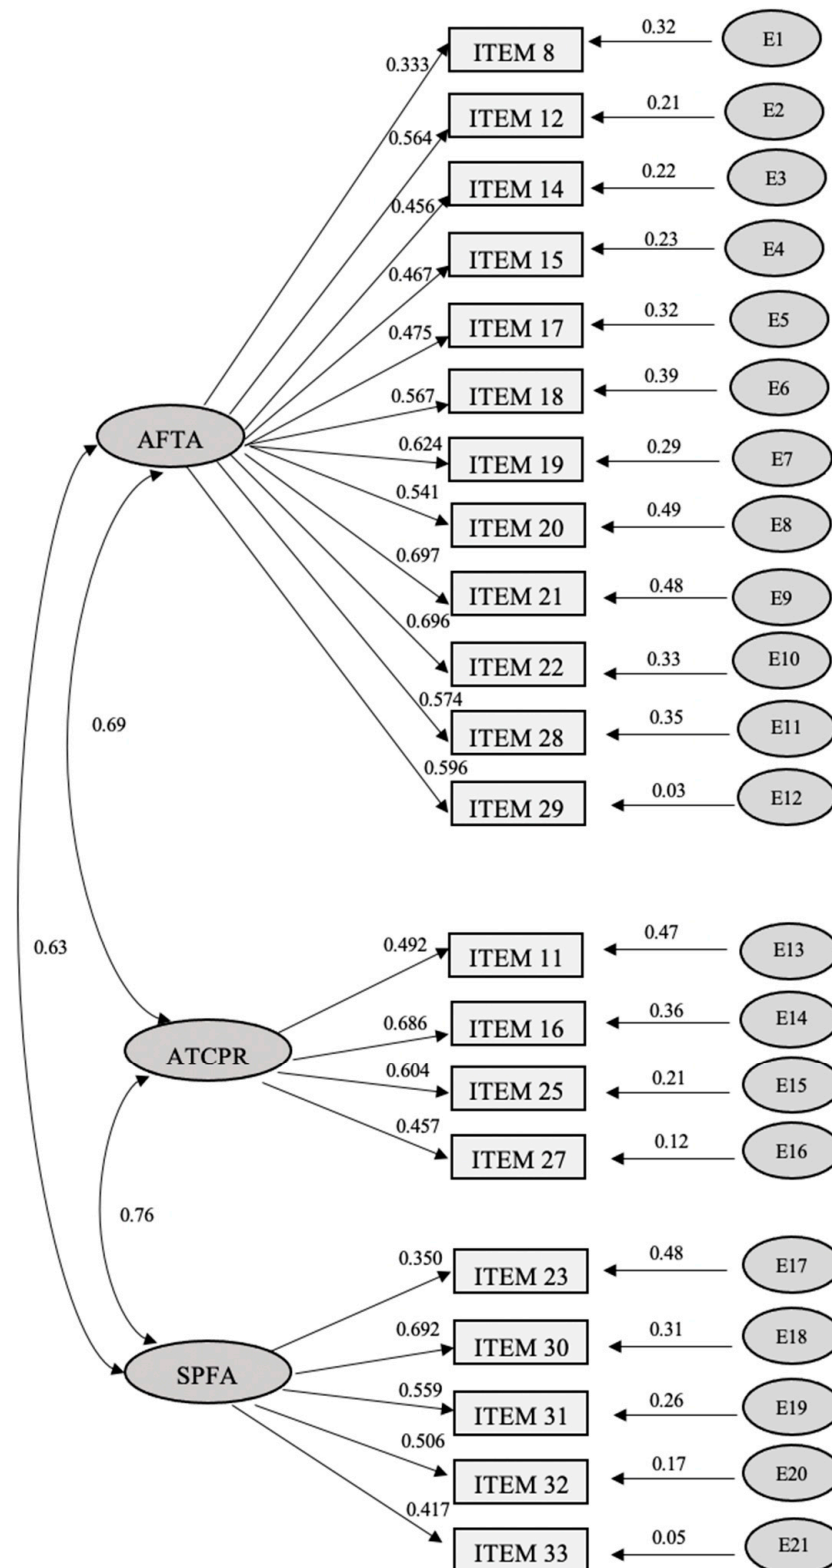 0.32
E1
0.333
ITEM 8
0.21
E2
0.564
ITEM 12
0.22
E3
0.456
ITEM 14
0.23
E4
0.467
ITEM 15
0.32
E5
0.475
ITEM 17
0.39
E6
0.567
ITEM 18
AFTA
0.624
ITEM 19
0.29
E7
0.541
ITEM 20
0.49
E8
0.697
ITEM 21
0.48
E9
0.696
ITEM 22
0.33
E10
0.574
ITEM 28
0.35
E11
0.69
0.596
ITEM 29
0.03
E12
0.63
0.492
ITEM 11
0.47
E13
0.686
ITEM 16
0.36
E14
ATCPR
0.604
ITEM 25
0.21
E15
0.457
ITEM 27
0.12
E16
0.76
0.350
ITEM 23
0.48
E17
0.692
ITEM 30
0.31
E18
SPFA
0.559
ITEM 31
0.26
E19
0.506
ITEM 32
0.17
E20
0.417
ITEM 33
0.05
E21